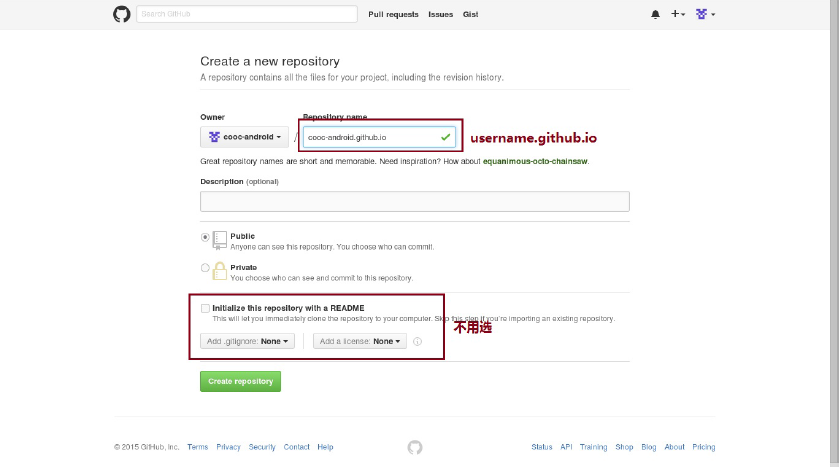 Search GitHub Pull requests Issues Gist
Create a new repository
A repository contains all the files for your project, including the revision history.
Owner Repository name
cooc-android / cooc-android.github.io username.github.io
Great repository names are short and memorable. Need inspiration? How about equanimous-octo-chainsaw.
Description (optional)
Public
Anyone can see this repository. You choose who can commit.
Private
You choose who can see and commit to this repository.
Initialize this repository with a README
This will let you immediately clone the repository to your computer. Skip this step if you're importing an existing repository.
不用选
Add .gitignore: None Add a license: None
Create repository
© 2015 GitHub, Inc. Terms Privacy Security Contact Help Status API Training Shop Blog About Pricing